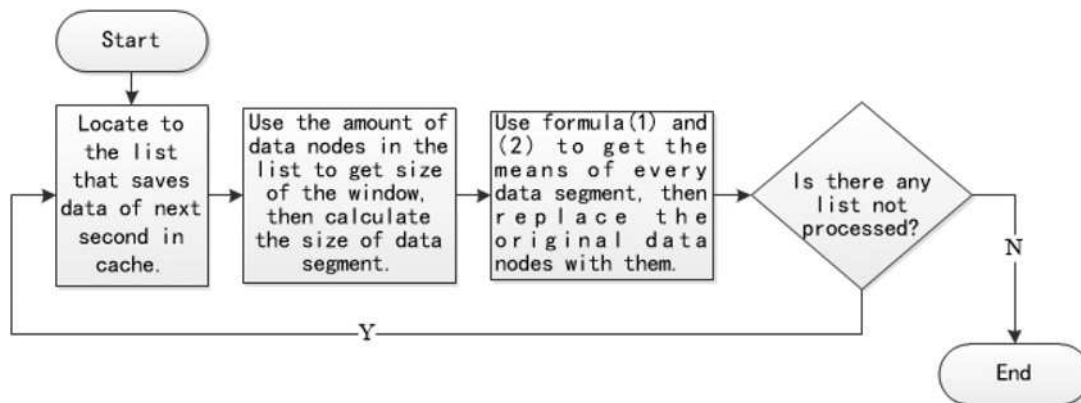 Start
Locate to
the list
that saves
data of next
second in
cache.
Use the amount of
data nodes in the
list to get size
of the window,
then calculate
the size of data
segment.
Use formula(1) and
(2) to get the
means of every
data segment, then
replace the
original data
nodes with them.
Is there any
list not
processed?
N
Y
End